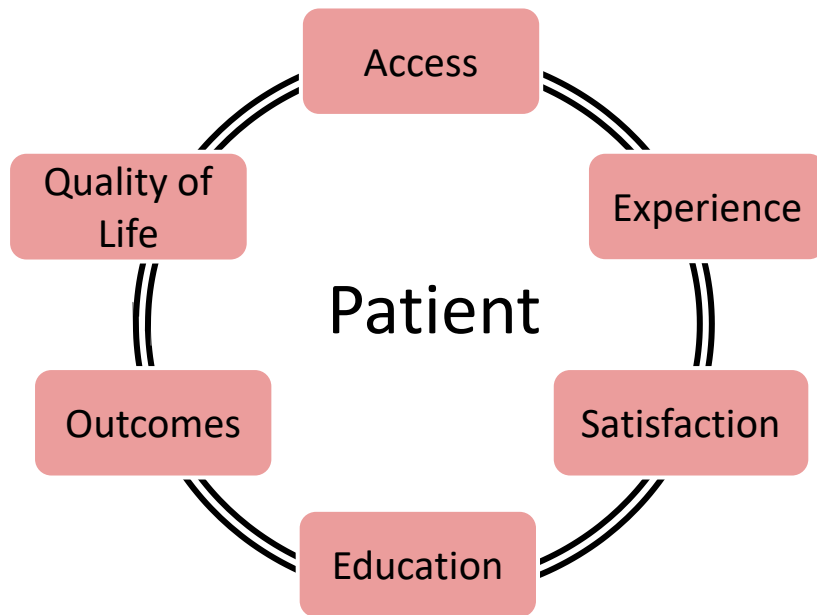 Access
Quality of
Life
Experience
Patient
Outcomes
Satisfaction
Education